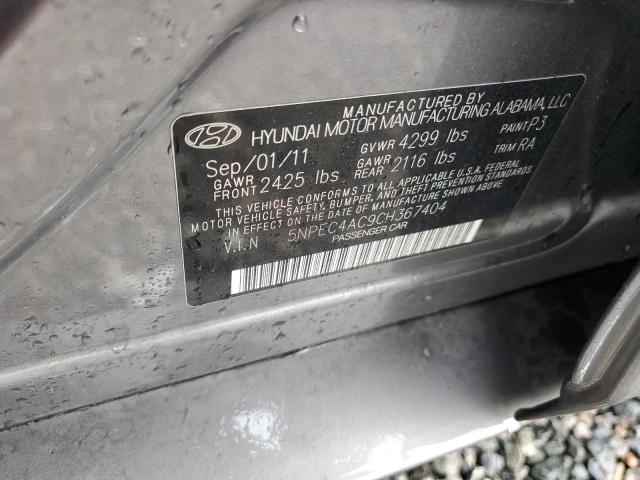 MANUFACTURED BY
HYUNDAI MOTOR MANUFACTURING ALABAMA, LLC
Sep/01/11 GVWR 4299 lbs PAINT P3
GAWR FRONT 2425 lbs GAWR REAR 2116 lbs TRIM RA
THIS VEHICLE CONFORMS TO ALL APPLICABLE U.S.A. FEDERAL
MOTOR VEHICLE SAFETY, BUMPER, AND THEFT PREVENTION STANDARDS
IN EFFECT ON THE DATE OF MANUFACTURE SHOWN ABOVE.
V.I.N 5NPEC4AC9CH367404
PASSENGER CAR